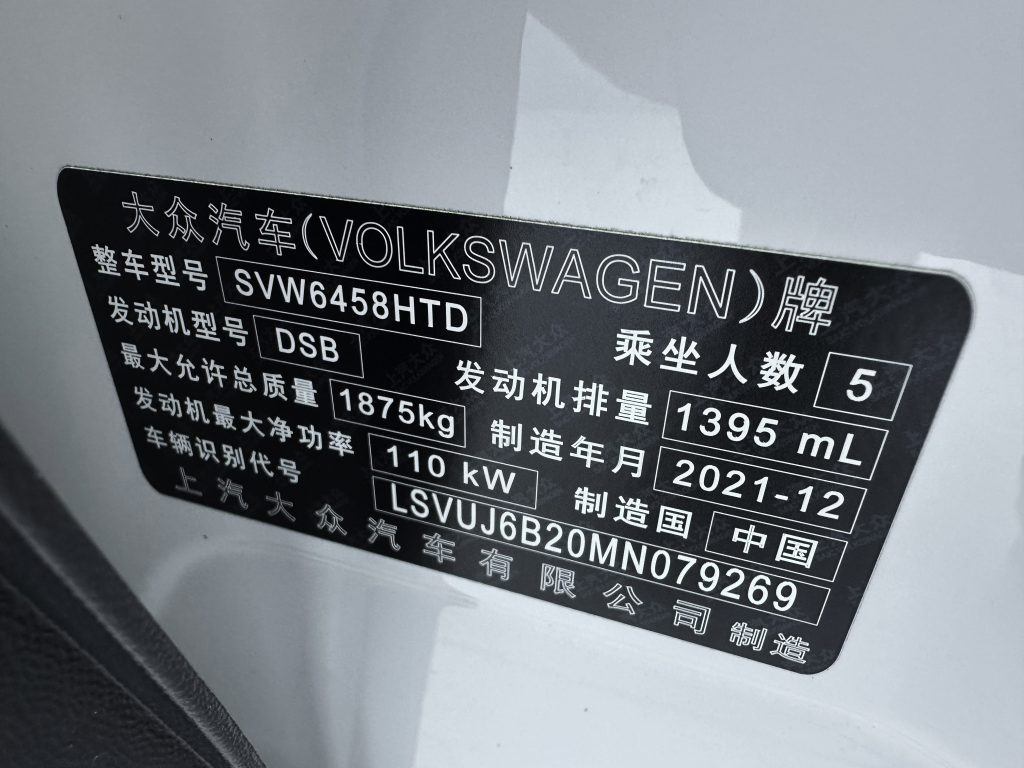 大众汽车(VOLKSWAGEN)牌
整车型号 SVW6458HTD 乘坐人数 5
发动机型号 DSB 发动机排量 1395 mL
最大允许总质量 1875kg 制造年月 2021-12
发动机最大净功率 110 kW 制造国 中国
车辆识别代号 LSVUJ6B20MN079269
上汽大众汽车有限公司制造